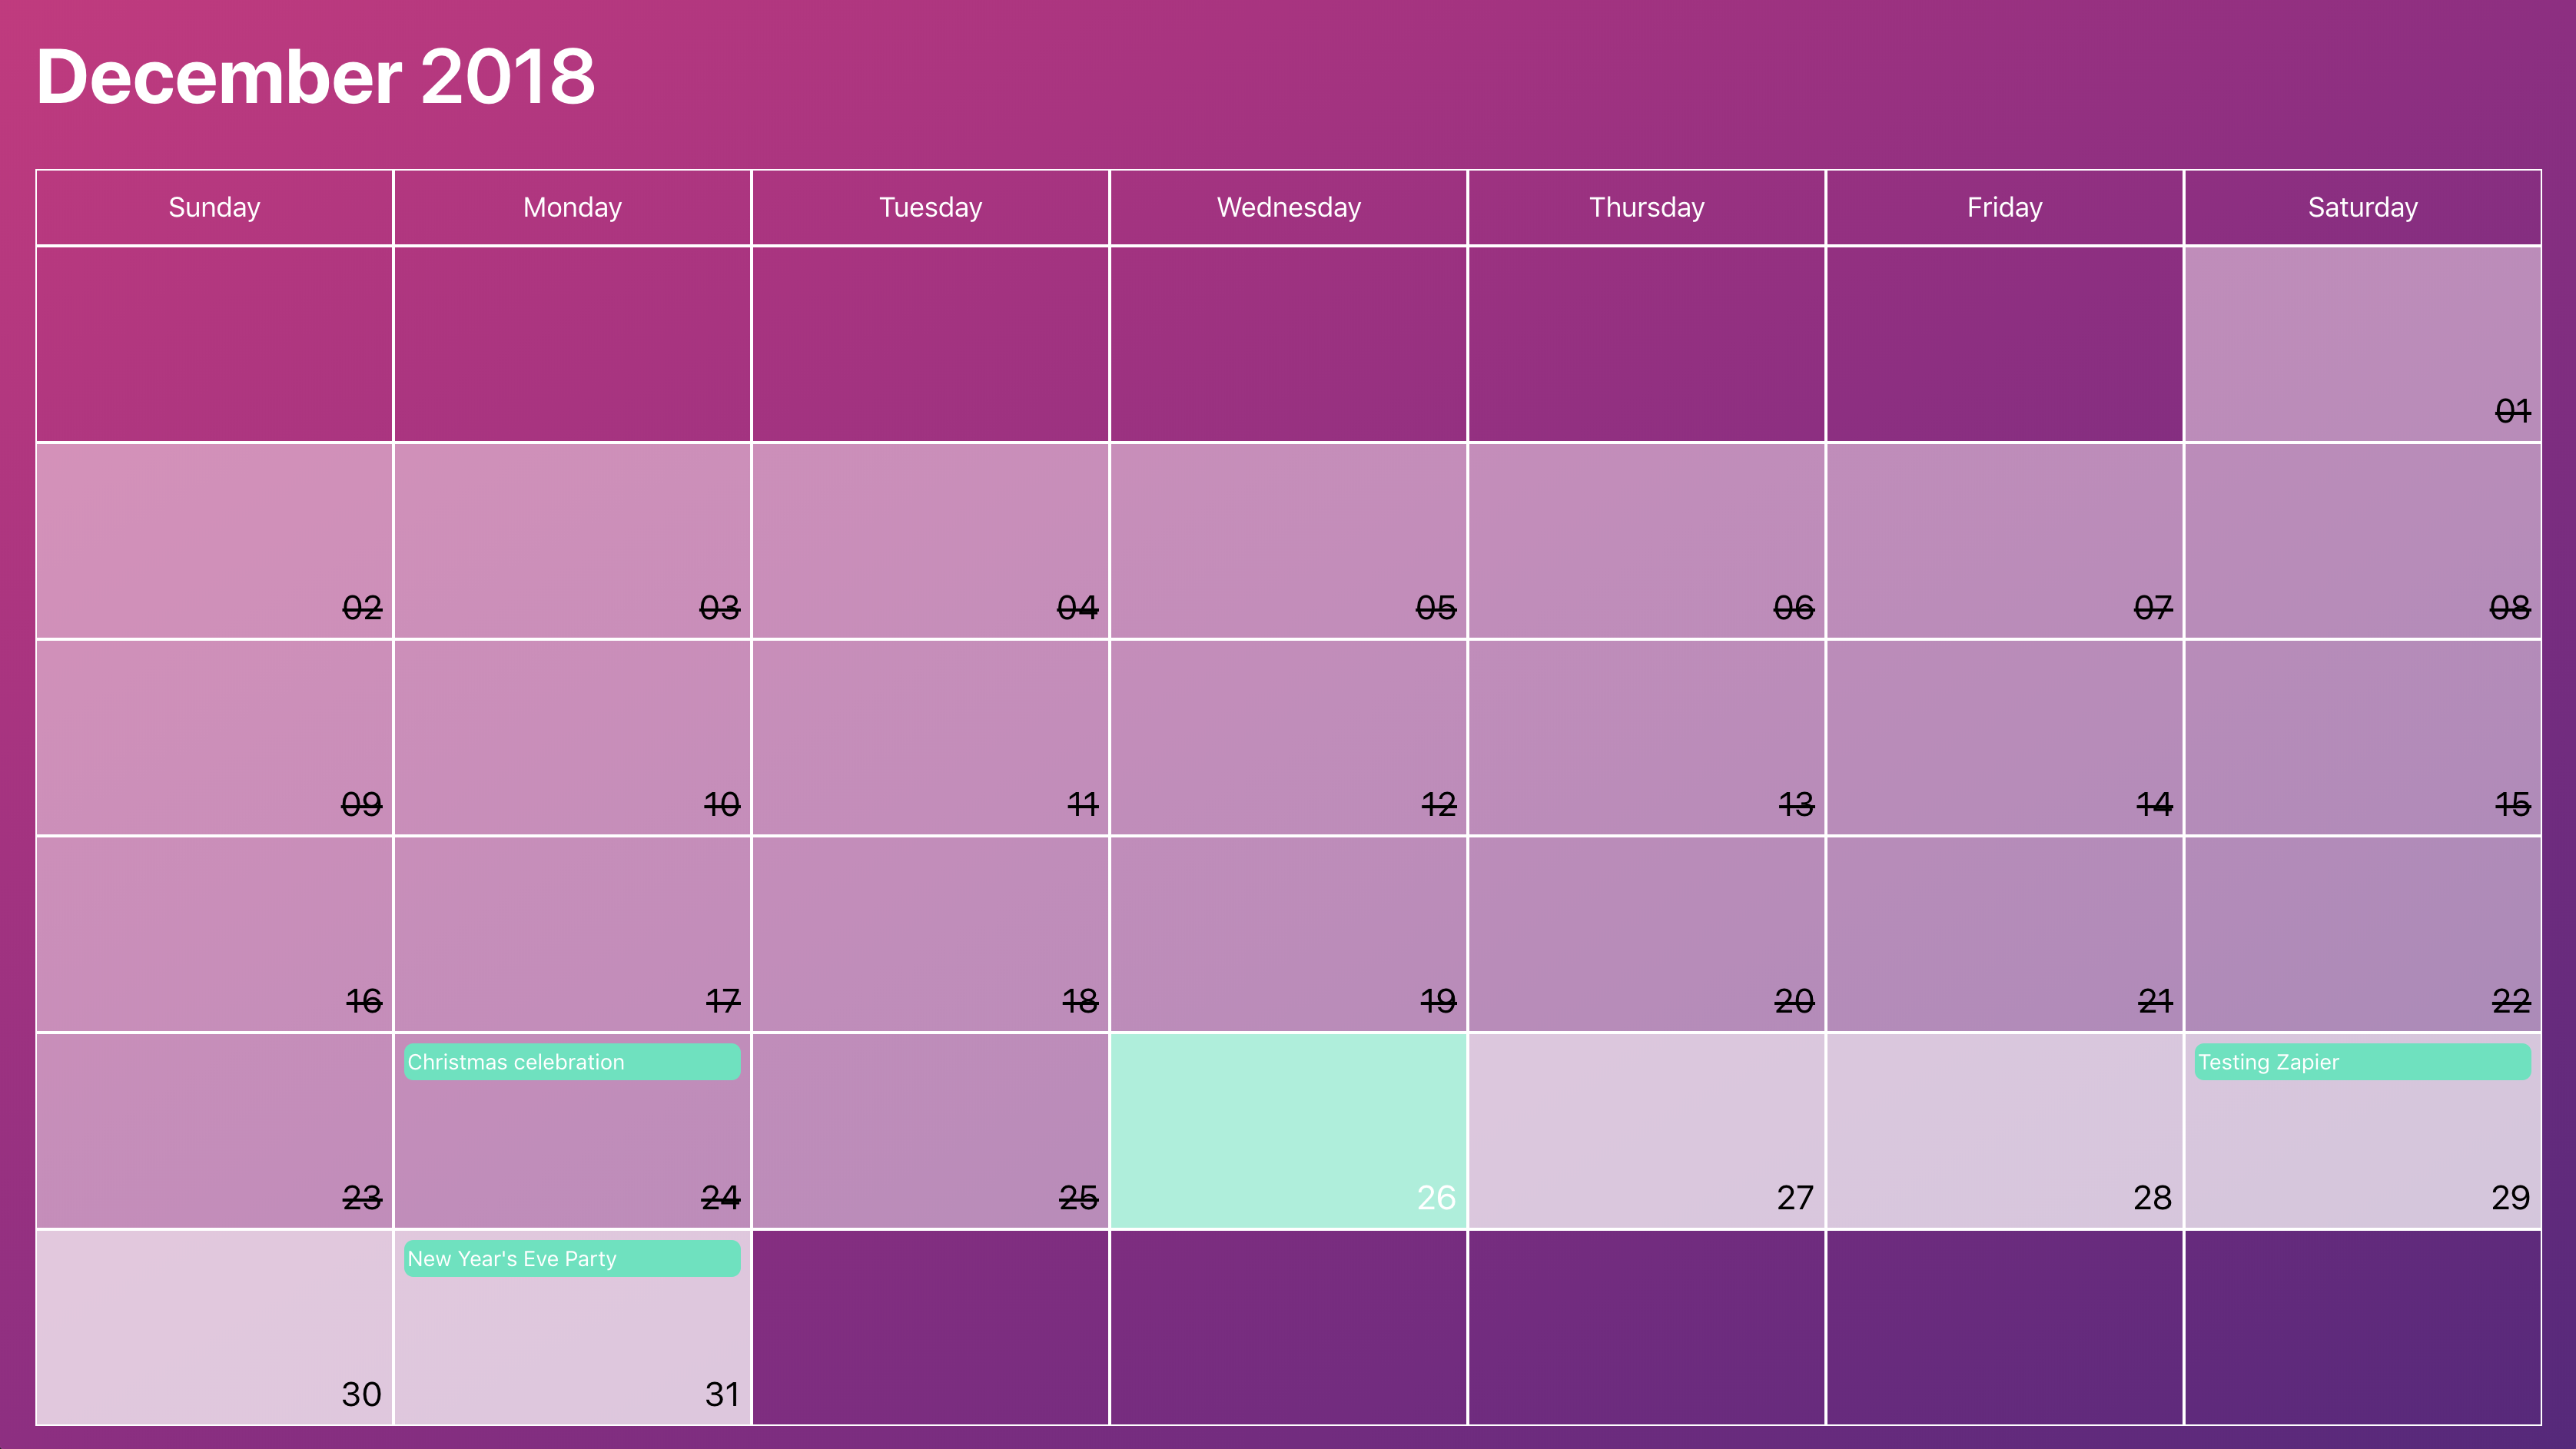 December 2018
Sunday Monday Tuesday Wednesday Thursday Friday Saturday
01
02 03 04 05 06 07 08
09 10 11 12 13 14 15
16 17 18 19 20 21 22
Christmas celebration Testing Zapier
23 24 25 26 27 28 29
New Year's Eve Party
30 31